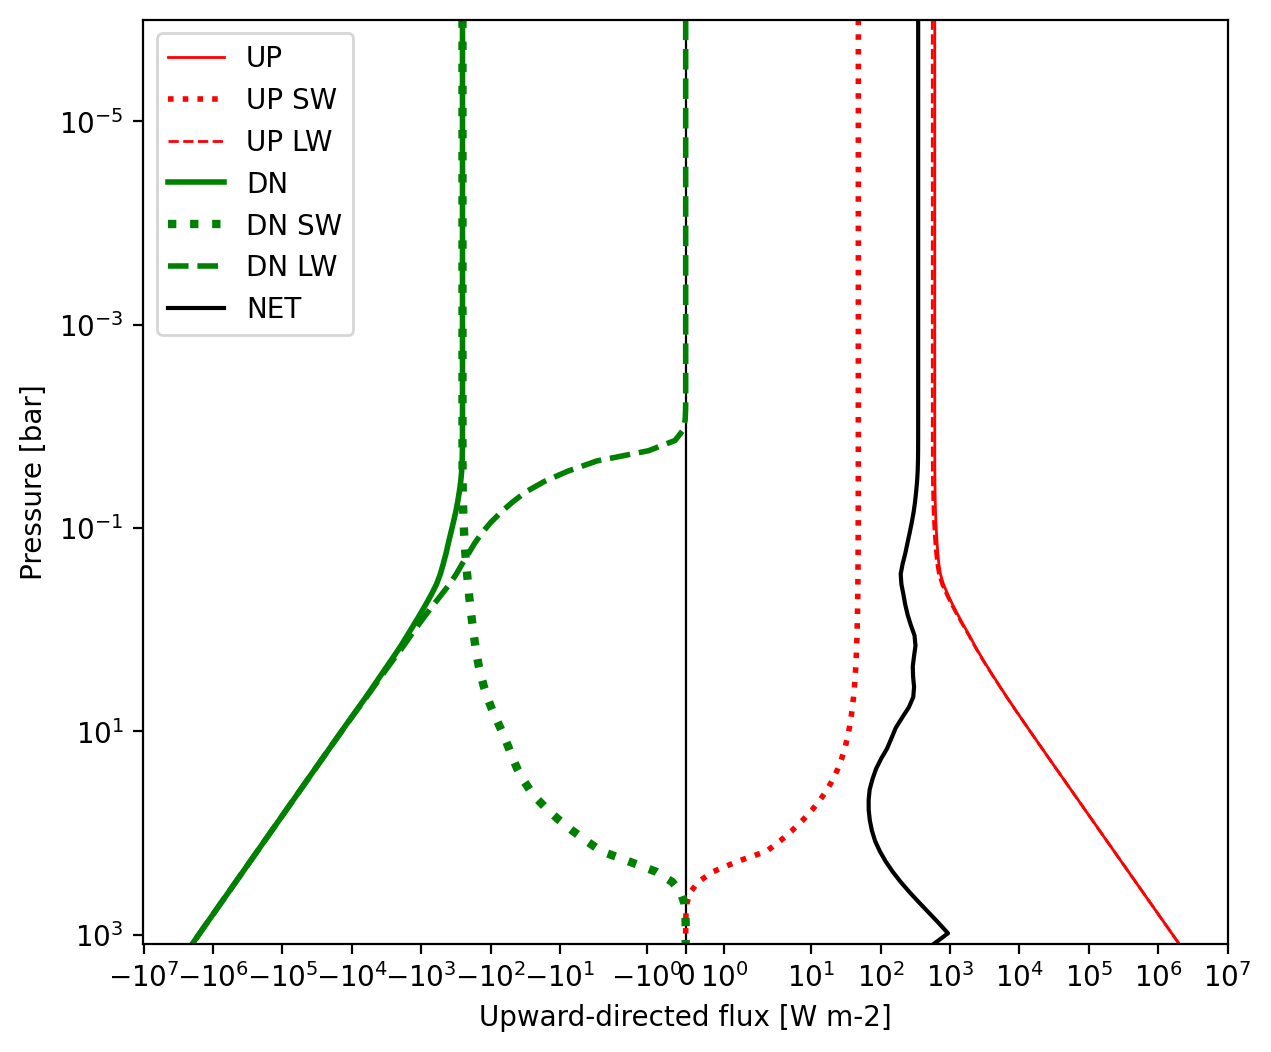 UP
UP SW
UP LW
DN
DN SW
DN LW
NET
10⁻⁵
10⁻³
10⁻¹
10¹
10³
Pressure [bar]
−10⁷ −10⁶ −10⁵ −10⁴ −10³ −10² −10¹ −10⁰ 0 10⁰ 10¹ 10² 10³ 10⁴ 10⁵ 10⁶ 10⁷
Upward-directed flux [W m-2]